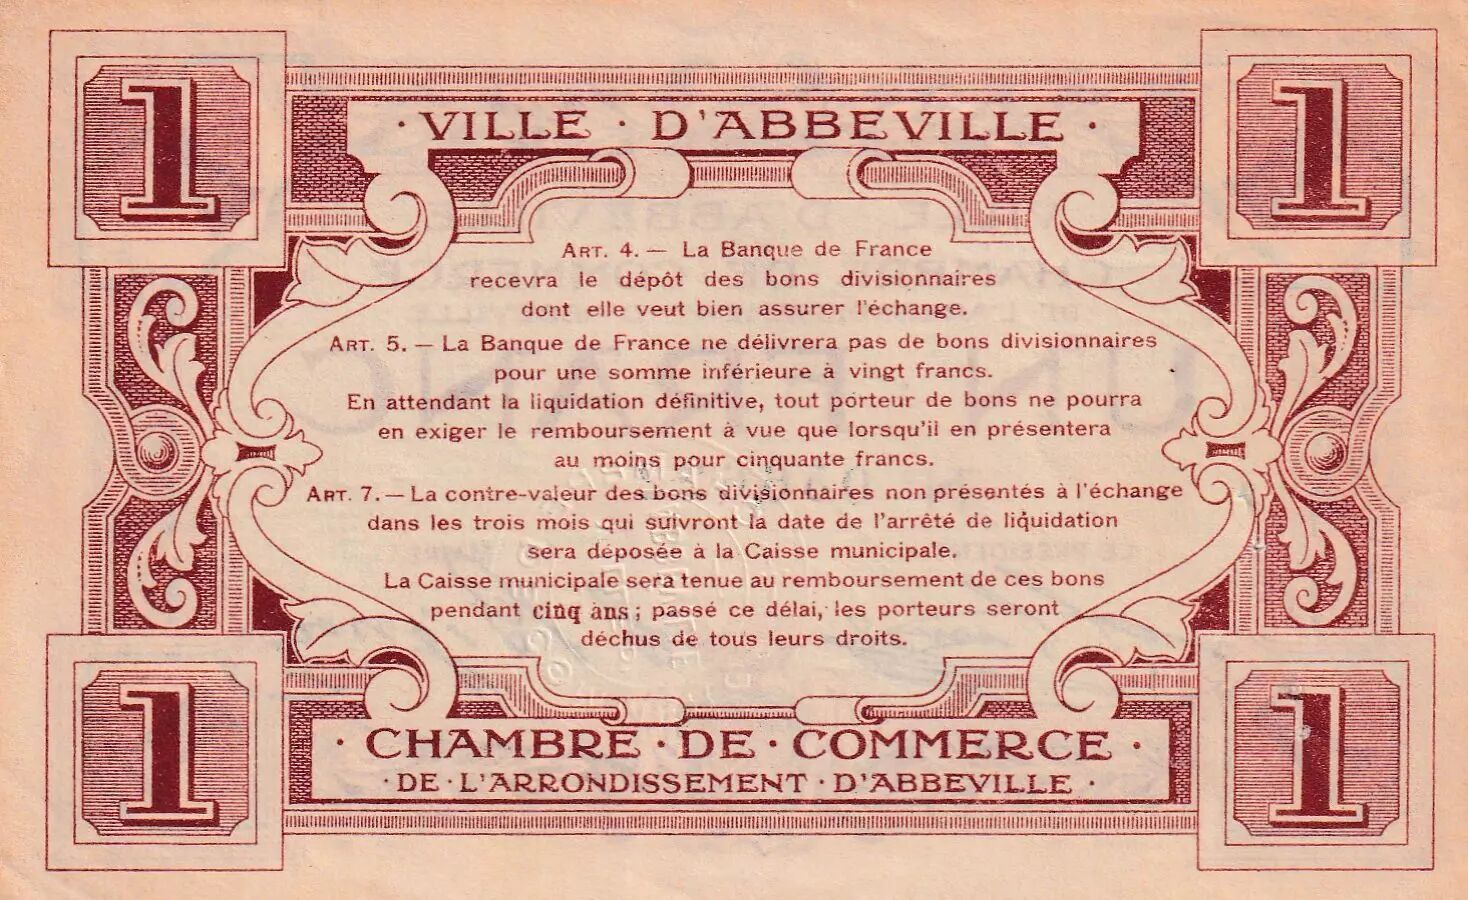 1
1
· VILLE · D'ABBEVILLE ·
ART. 4. — La Banque de France
recevra le dépôt des bons divisionnaires
dont elle veut bien assurer l'échange.
ART. 5. — La Banque de France ne délivrera pas de bons divisionnaires
pour une somme inférieure à vingt francs.
En attendant la liquidation définitive, tout porteur de bons ne pourra
en exiger le remboursement à vue que lorsqu'il en présentera
au moins pour cinquante francs.
ART. 7. — La contre-valeur des bons divisionnaires non présentés à l'échange
dans les trois mois qui suivront la date de l'arrêté de liquidation
sera déposée à la Caisse municipale.
La Caisse municipale sera tenue au remboursement de ces bons
pendant cinq ans ; passé ce délai, les porteurs seront
déchus de tous leurs droits.
1
1
· CHAMBRE · DE · COMMERCE ·
· DE · L'ARRONDISSEMENT · D'ABBEVILLE ·